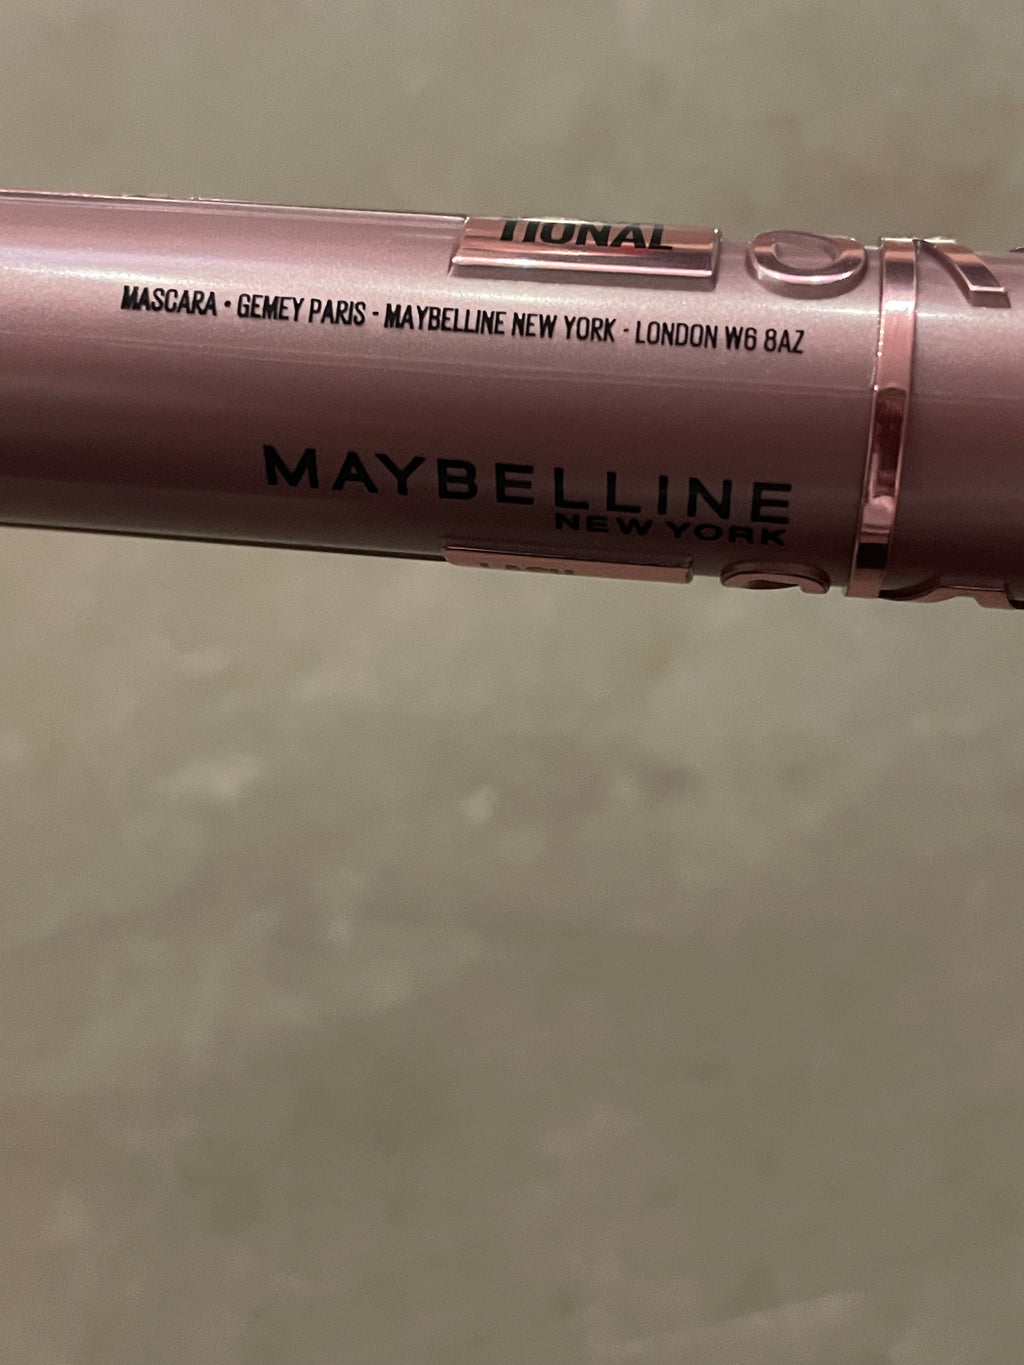 TIONAL
MASCARA • GEMEY PARIS - MAYBELLINE NEW YORK - LONDON W6 8AZ
MAYBELLINE
NEW YORK